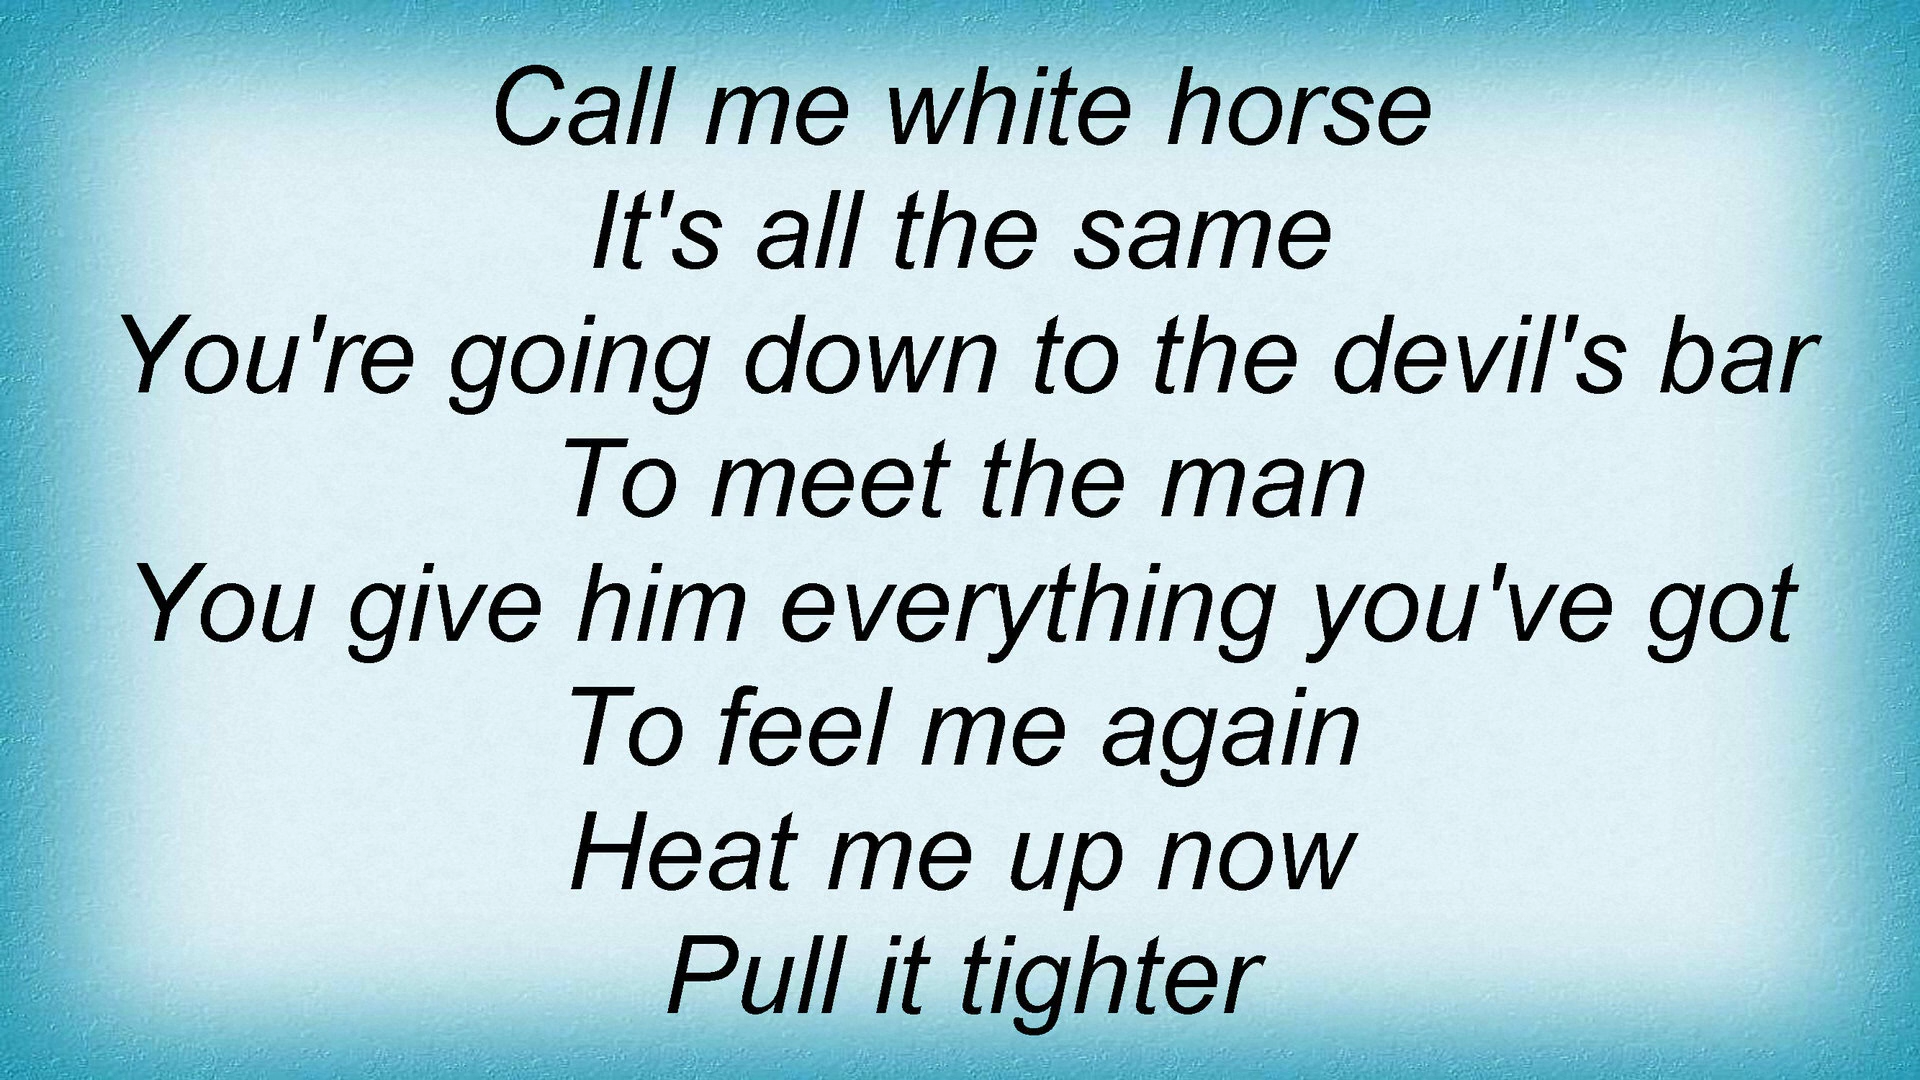 Call me white horse
It's all the same
You're going down to the devil's bar
To meet the man
You give him everything you've got
To feel me again
Heat me up now
Pull it tighter